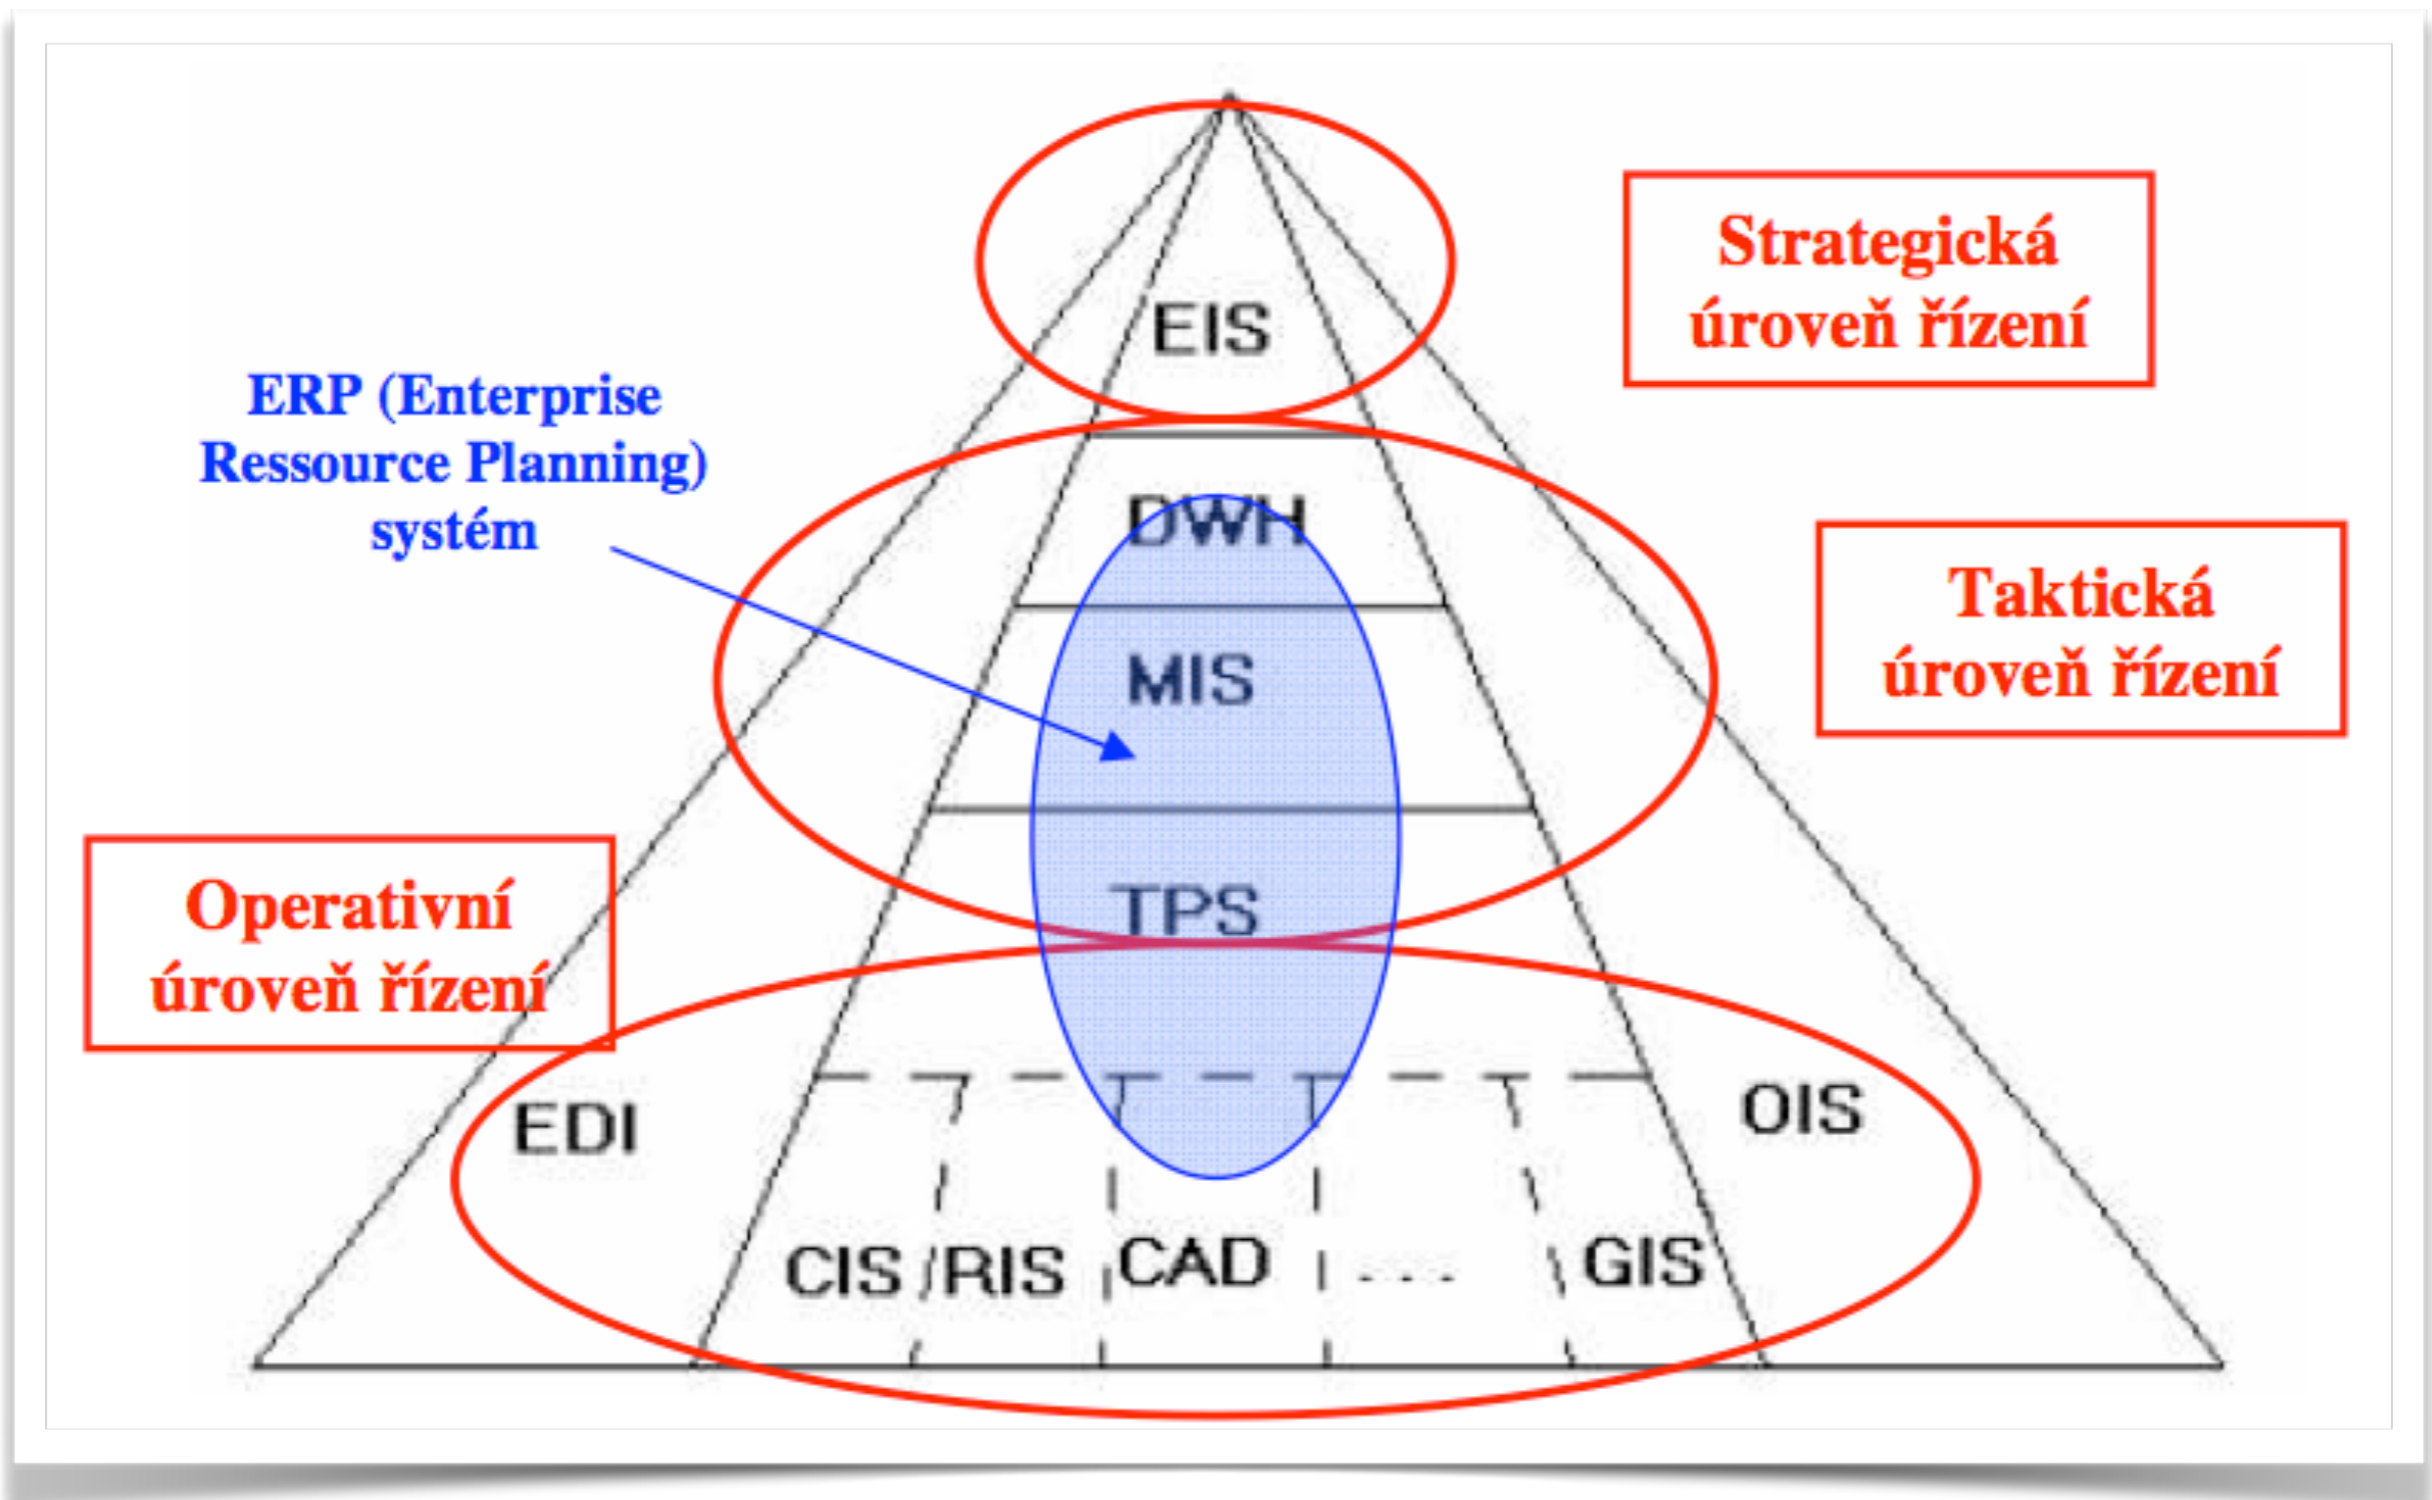 Strategická
úroveň řízení
EIS
ERP (Enterprise
Ressource Planning)
systém
DWH
Taktická
úroveň řízení
MIS
Operativní
úroveň řízení
TPS
EDI
OIS
CIS RIS CAD .... GIS